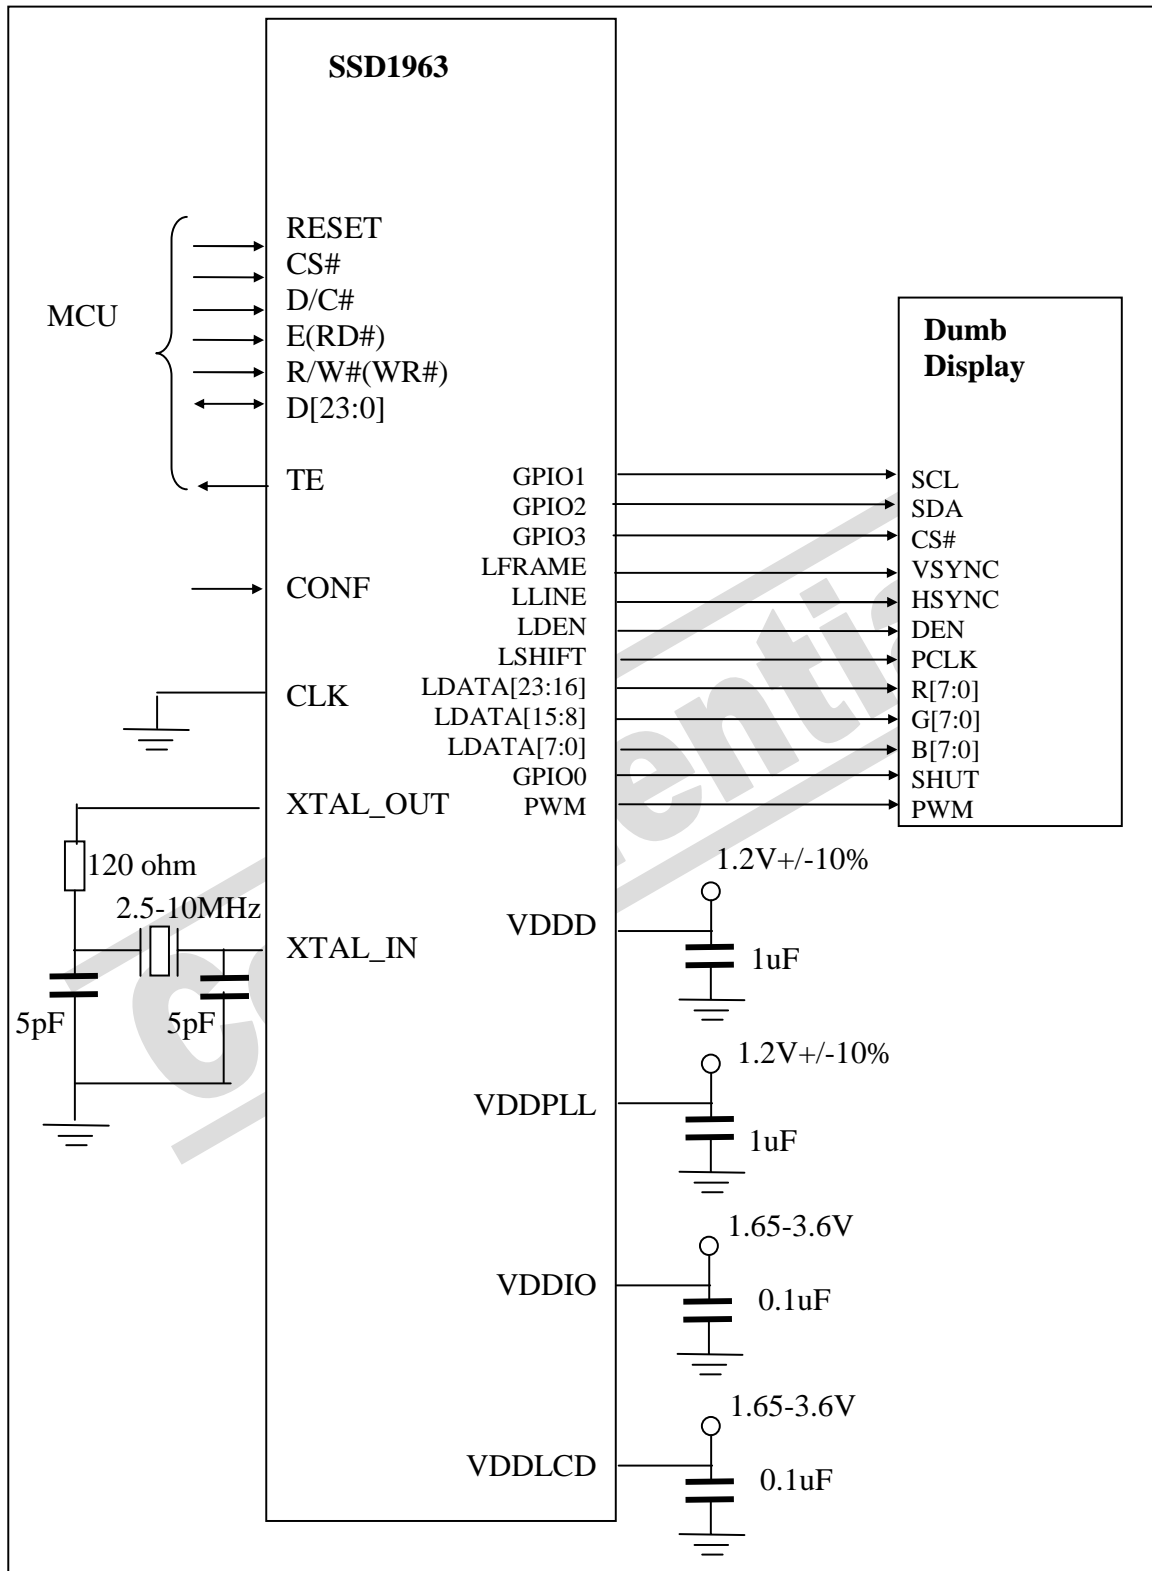 SSD1963
RESET
CS#
D/C#
E(RD#)
R/W#(WR#)
D[23:0]
MCU
TE
CONF
CLK
XTAL_OUT
120 ohm
2.5-10MHz
XTAL_IN
5pF
5pF
GPIO1
GPIO2
GPIO3
LFRAME
LLINE
LDEN
LSHIFT
LDATA[23:16]
LDATA[15:8]
LDATA[7:0]
GPIO0
PWM
Dumb
Display
SCL
SDA
CS#
VSYNC
HSYNC
DEN
PCLK
R[7:0]
G[7:0]
B[7:0]
SHUT
PWM
1.2V+/-10%
VDDD
1uF
1.2V+/-10%
VDDPLL
1uF
1.65-3.6V
VDDIO
0.1uF
1.65-3.6V
VDDLCD
0.1uF